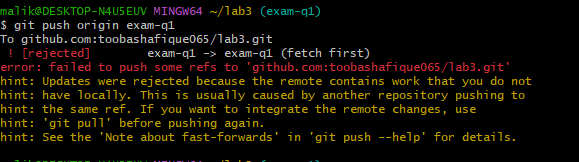 malik@DESKTOP-N4U5EUV MINGW64 ~/lab3 (exam-q1)
$ git push origin exam-q1
To github.com:toobashafique065/lab3.git
 ! [rejected]        exam-q1 -> exam-q1 (fetch first)
error: failed to push some refs to 'github.com:toobashafique065/lab3.git'
hint: Updates were rejected because the remote contains work that you do not
hint: have locally. This is usually caused by another repository pushing to
hint: the same ref. If you want to integrate the remote changes, use
hint: 'git pull' before pushing again.
hint: See the 'Note about fast-forwards' in 'git push --help' for details.